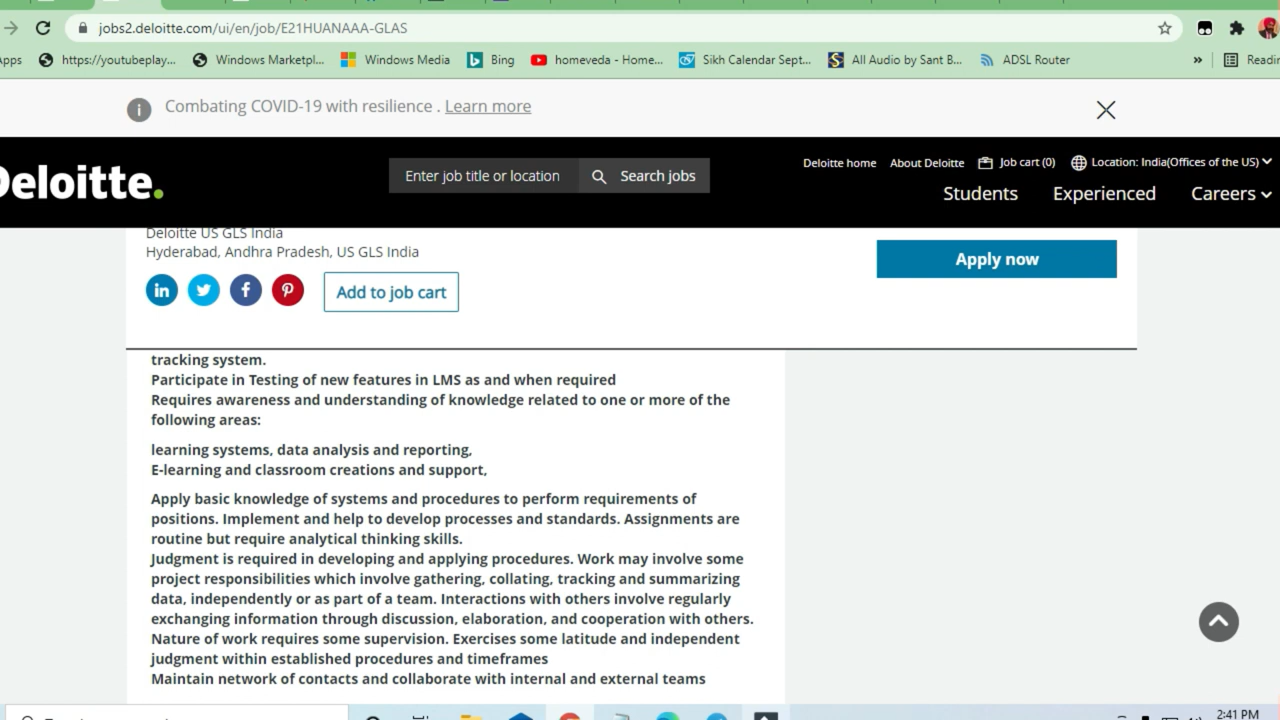 jobs2.deloitte.com/ui/en/job/E21HUANAAA-GLAS
Apps https://youtubeplay... Windows Marketpl... Windows Media Bing homeveda - Home... Sikh Calendar Sept... All Audio by Sant B... ADSL Router »
Combating COVID-19 with resilience . Learn more
Deloitte.
Enter job title or location Search jobs
Deloitte home About Deloitte Job cart (0) Location: India(Offices of the US)
Students Experienced Careers
Deloitte US GLS India
Hyderabad, Andhra Pradesh, US GLS India
Apply now
in
Add to job cart
tracking system.
Participate in Testing of new features in LMS as and when required
Requires awareness and understanding of knowledge related to one or more of the
following areas:
learning systems, data analysis and reporting,
E-learning and classroom creations and support,
Apply basic knowledge of systems and procedures to perform requirements of
positions. Implement and help to develop processes and standards. Assignments are
routine but require analytical thinking skills.
Judgment is required in developing and applying procedures. Work may involve some
project responsibilities which involve gathering, collating, tracking and summarizing
data, independently or as part of a team. Interactions with others involve regularly
exchanging information through discussion, elaboration, and cooperation with others.
Nature of work requires some supervision. Exercises some latitude and independent
judgment within established procedures and timeframes
Maintain network of contacts and collaborate with internal and external teams
2:41 PM